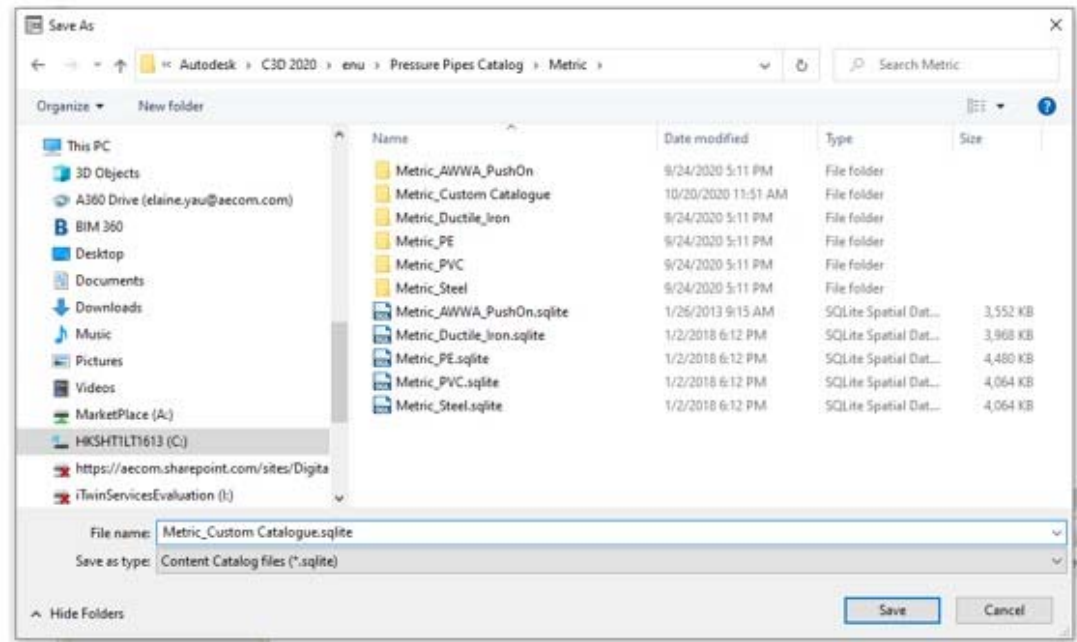 Save As
« Autodesk › C3D 2020 › enu › Pressure Pipes Catalog › Metric ›
Search Metric
Organize
New folder
Name Date modified Type Size
This PC
3D Objects
A360 Drive (elaine.yau@aecom.com)
BIM 360
Desktop
Documents
Downloads
Music
Pictures
Videos
MarketPlace (A:)
HKSHT1LT1613 (C:)
https://aecom.sharepoint.com/sites/Digita
iTwinServicesEvaluation (I:)
Metric_AWWA_PushOn 9/24/2020 5:11 PM File folder
Metric_Custom Catalogue 10/20/2020 11:51 AM File folder
Metric_Ductile_Iron 9/24/2020 5:11 PM File folder
Metric_PE 9/24/2020 5:11 PM File folder
Metric_PVC 9/24/2020 5:11 PM File folder
Metric_Steel 9/24/2020 5:11 PM File folder
Metric_AWWA_PushOn.sqlite 1/26/2013 9:15 AM SQLite Spatial Dat... 3,552 KB
Metric_Ductile_Iron.sqlite 1/2/2018 6:12 PM SQLite Spatial Dat... 3,968 KB
Metric_PE.sqlite 1/2/2018 6:12 PM SQLite Spatial Dat... 4,480 KB
Metric_PVC.sqlite 1/2/2018 6:12 PM SQLite Spatial Dat... 4,064 KB
Metric_Steel.sqlite 1/2/2018 6:12 PM SQLite Spatial Dat... 4,064 KB
File name: Metric_Custom Catalogue.sqlite
Save as type: Content Catalog files (*.sqlite)
Hide Folders
Save
Cancel